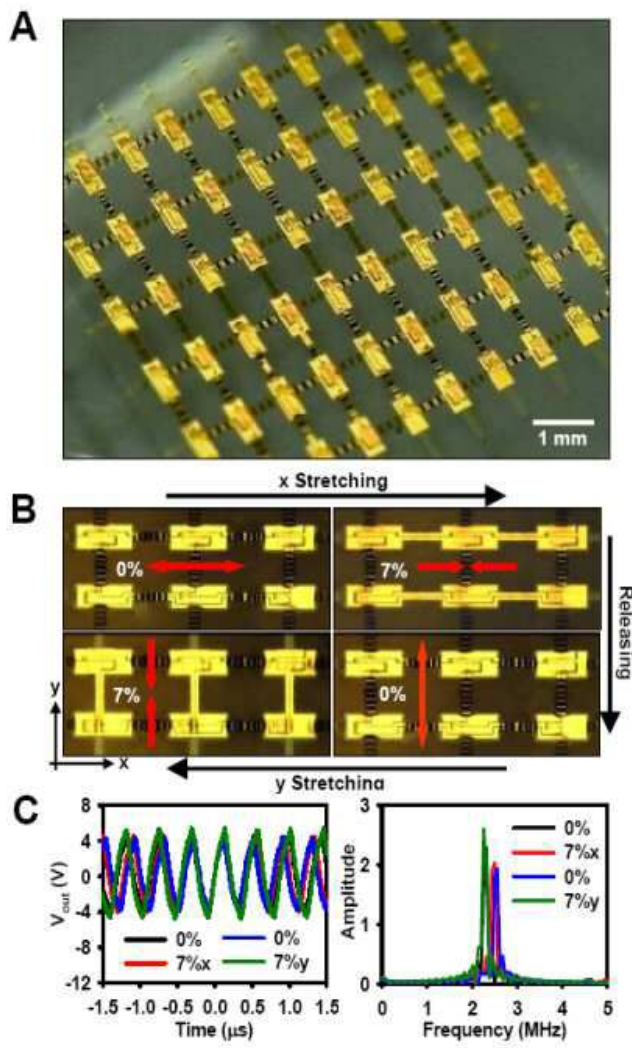 A
1 mm
x Stretching
B
0%
7%
Releasing
7%
0%
y
x
y Stretching
C
8
4
0
-4
-8
-12
Vout (V)
0%
0%
7%x
7%y
-1.5 -1.0 -0.5 0.0 0.5 1.0 1.5
Time (μs)
3
2
1
0
Amplitude
0%
7%x
0%
7%y
0 1 2 3 4 5
Frequency (MHz)